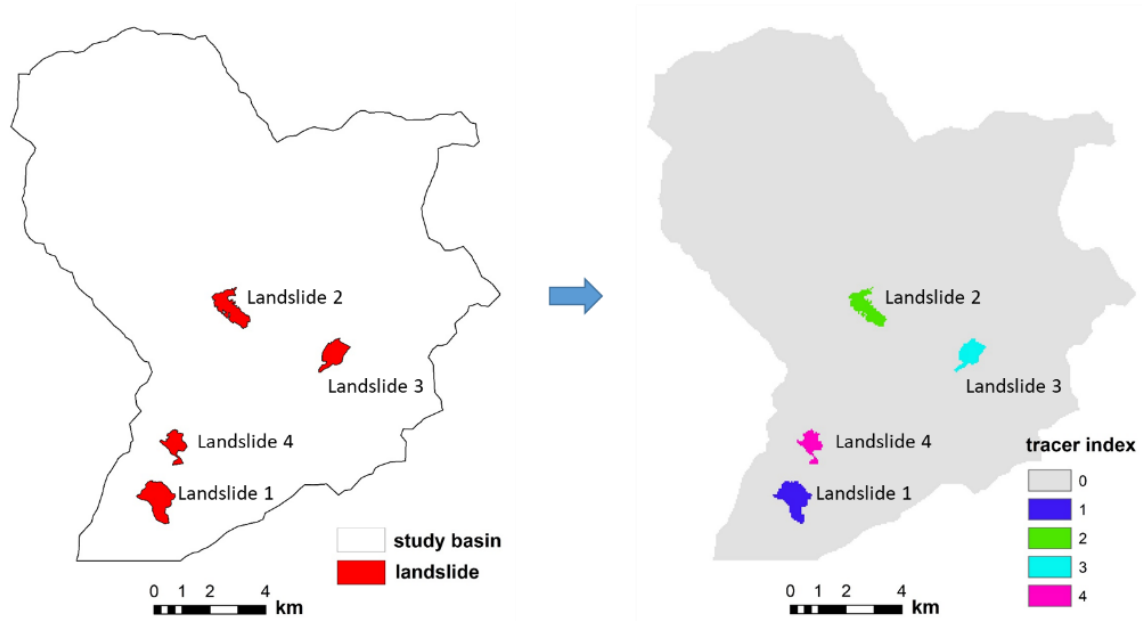 Landslide 2
Landslide 3
Landslide 4
Landslide 1
study basin
landslide
0 1 2 4
km
Landslide 2
Landslide 3
Landslide 4
Landslide 1
tracer index
0
1
2
3
4
0 1 2 4
km